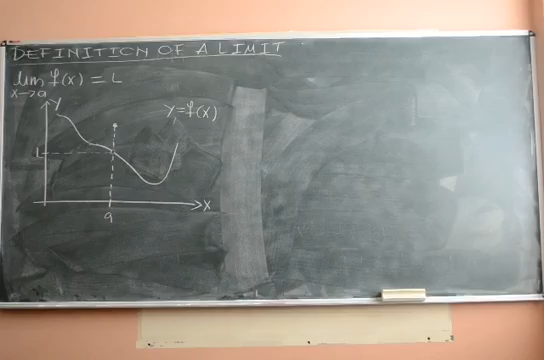 DEFINITION OF A LIMIT
lim f(x) = L
x→a
y
y=f(x)
L
x
a